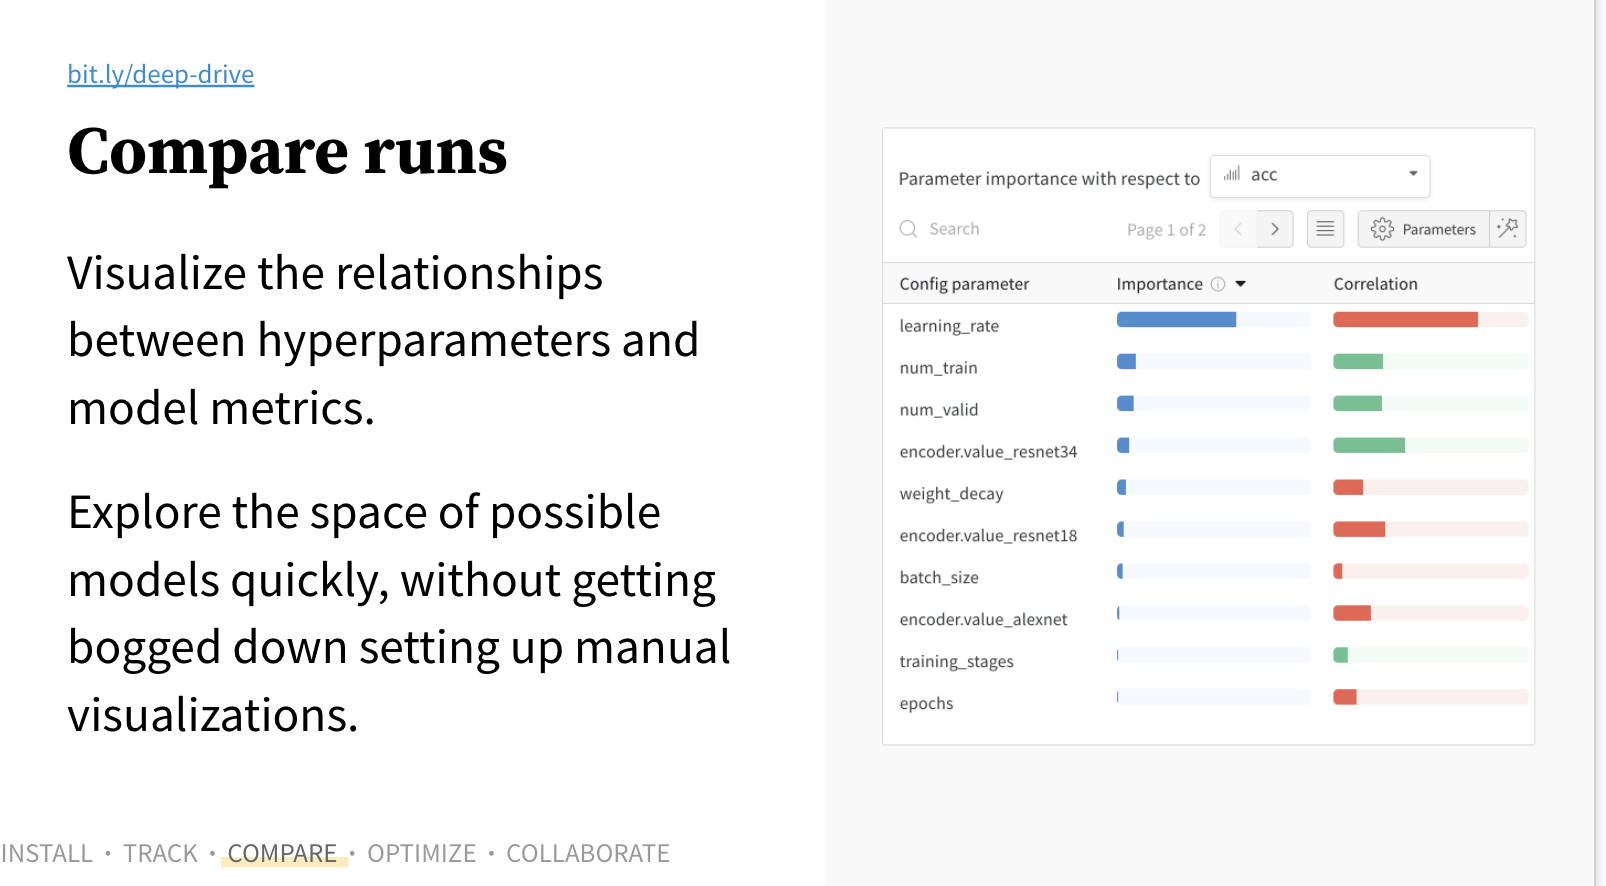 bit.ly/deep-drive
Compare runs
Visualize the relationships
between hyperparameters and
model metrics.
Explore the space of possible
models quickly, without getting
bogged down setting up manual
visualizations.
INSTALL • TRACK • COMPARE • OPTIMIZE • COLLABORATE
Parameter importance with respect to acc
Search Page 1 of 2 Parameters
Config parameter Importance Correlation
learning_rate
num_train
num_valid
encoder.value_resnet34
weight_decay
encoder.value_resnet18
batch_size
encoder.value_alexnet
training_stages
epochs